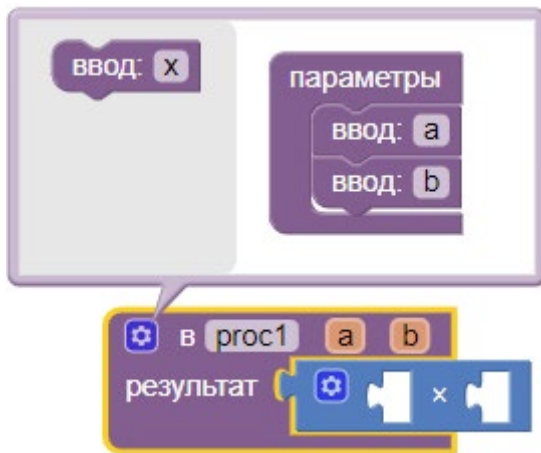 ввод: x
параметры
ввод: a
ввод: b
в proc1 a b
результат ×